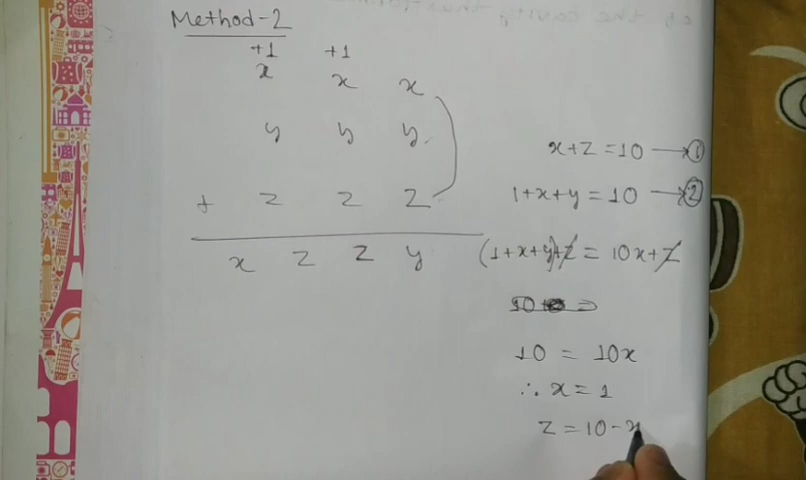 Method-2
+1 +1
x x x
y y y
+ z z z
x z z y
x+z=10 → ①
1+x+y=10 → ②
(1+x+y)+z = 10x+z
10 = 10x
∴ x=1
z=10-x